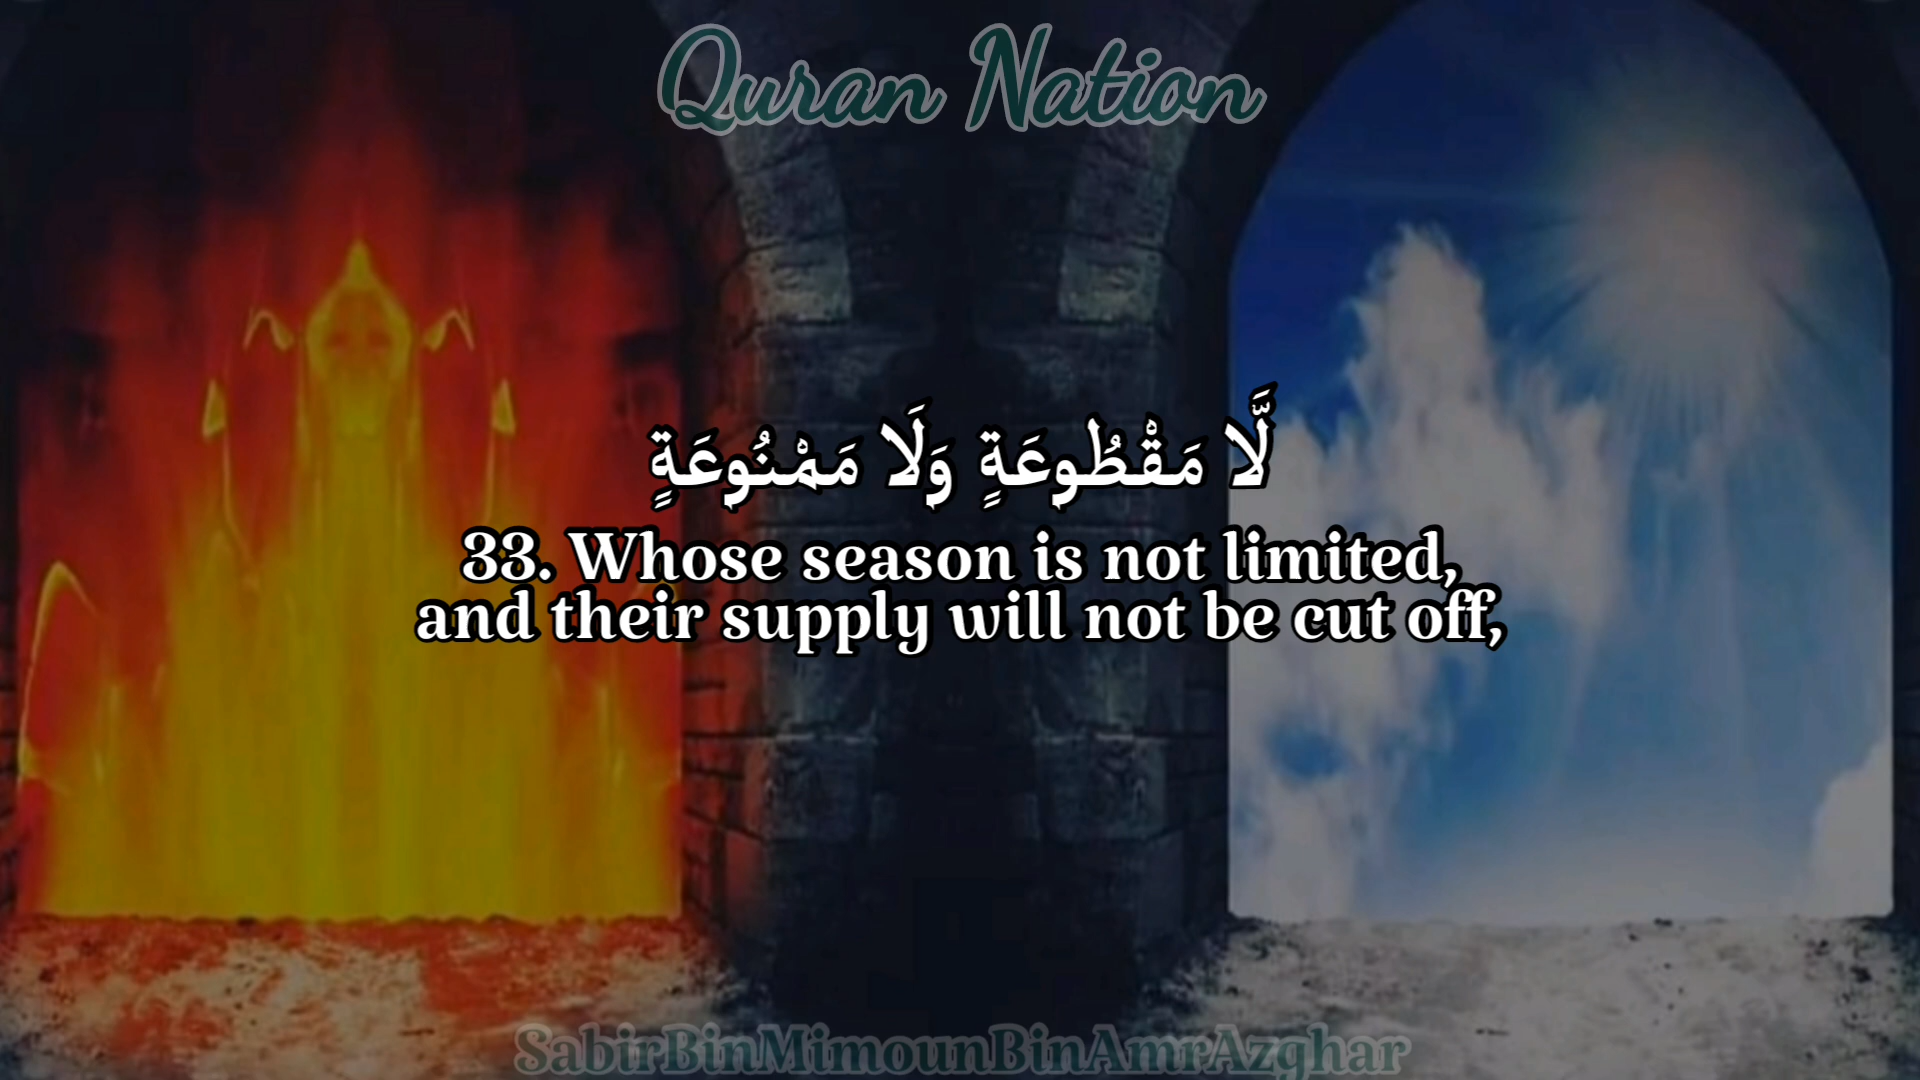 Quran Nation
لَّا مَقْطُوعَةٍ وَلَا مَمْنُوعَةٍ
33. Whose season is not limited,
and their supply will not be cut off,
SabirBinMimounBinAmrAzghar